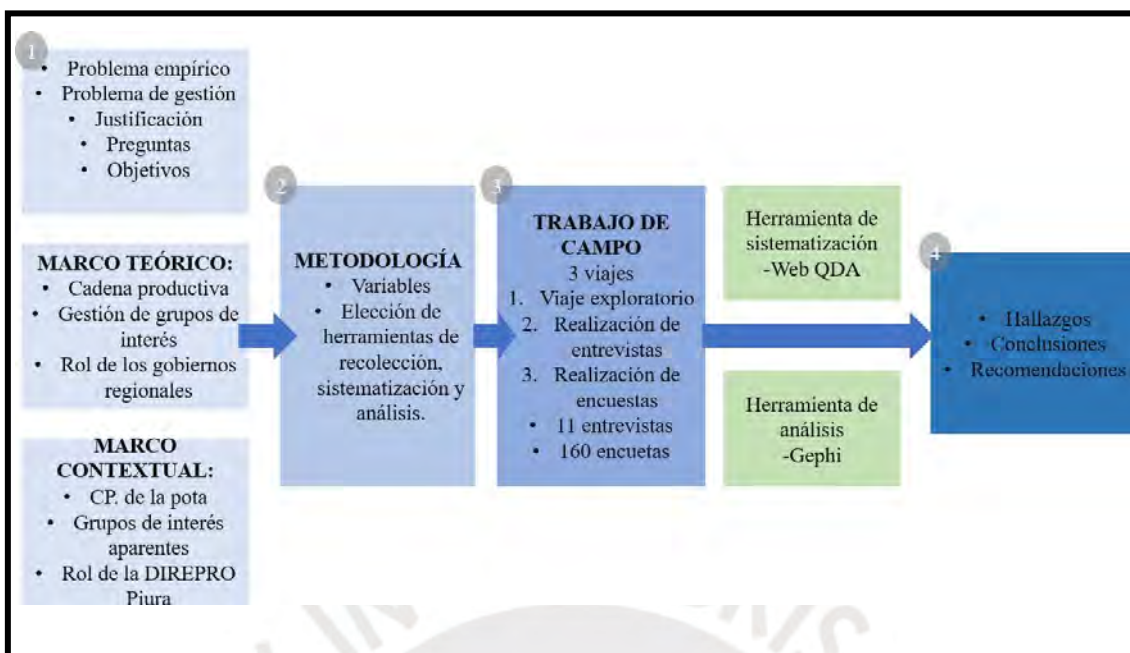 1
• Problema empírico
• Problema de gestión
• Justificación
• Preguntas
• Objetivos
MARCO TEÓRICO:
• Cadena productiva
• Gestión de grupos de
interés
• Rol de los gobiernos
regionales
MARCO
CONTEXTUAL:
• CP. de la pota
• Grupos de interés
aparentes
• Rol de la DIREPRO
Piura
2
METODOLOGÍA
• Variables
• Elección de
herramientas de
recolección,
sistematización y
análisis.
3
TRABAJO DE
CAMPO
3 viajes
1. Viaje exploratorio
2. Realización de
entrevistas
3. Realización de
encuestas
• 11 entrevistas
• 160 encuetas
Herramienta de
sistematización
-Web QDA
Herramienta de
análisis
-Gephi
4
• Hallazgos
• Conclusiones
• Recomendaciones